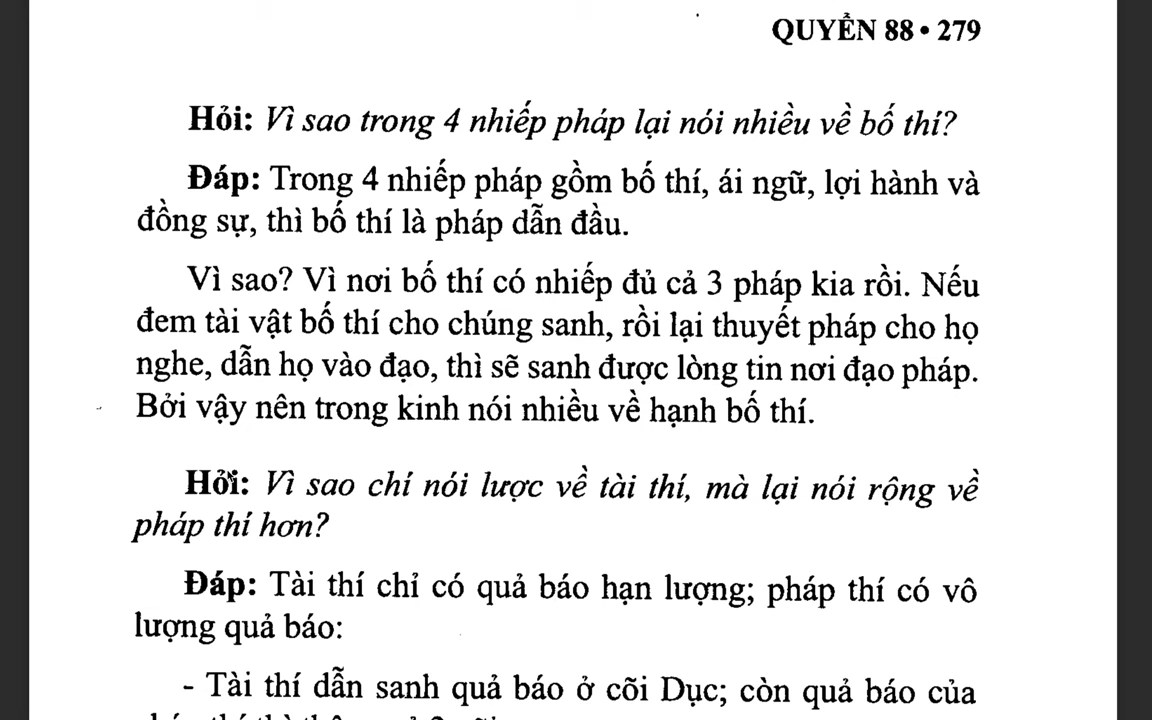 QUYỂN 88 • 279
Hỏi: Vì sao trong 4 nhiếp pháp lại nói nhiều về bố thí?
Đáp: Trong 4 nhiếp pháp gồm bố thí, ái ngữ, lợi hành và
đồng sự, thì bố thí là pháp dẫn đầu.
Vì sao? Vì nơi bố thí có nhiếp đủ cả 3 pháp kia rồi. Nếu
đem tài vật bố thí cho chúng sanh, rồi lại thuyết pháp cho họ
nghe, dẫn họ vào đạo, thì sẽ sanh được lòng tin nơi đạo pháp.
Bởi vậy nên trong kinh nói nhiều về hạnh bố thí.
Hỏi: Vì sao chí nói lược về tài thí, mà lại nói rộng về
pháp thí hơn?
Đáp: Tài thí chỉ có quả báo hạn lượng; pháp thí có vô
lượng quả báo:
- Tài thí dẫn sanh quả báo ở cõi Dục; còn quả báo của